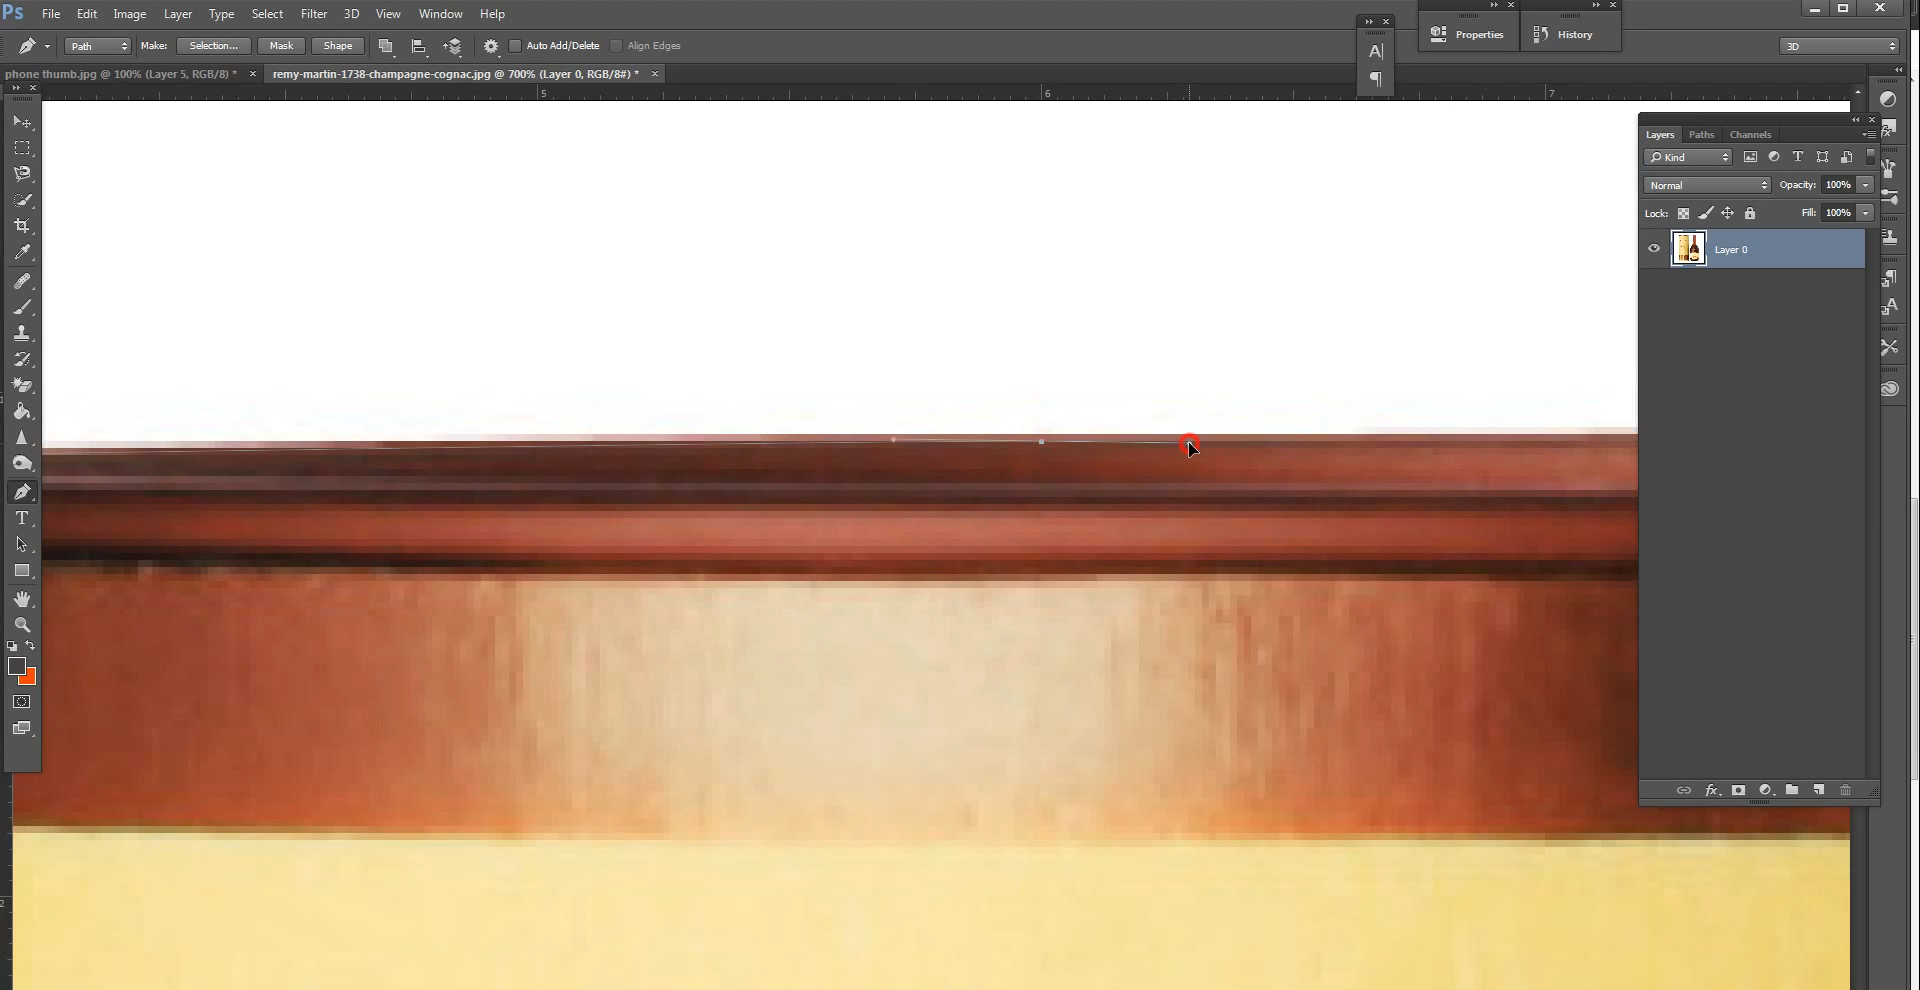 Ps File Edit Image Layer Type Select Filter 3D View Window Help
Path Make: Selection... Mask Shape Auto Add/Delete Align Edges
Properties History
3D
phone thumb.jpg @ 100% (Layer 5, RGB/8) * × remy-martin-1738-champagne-cognac.jpg @ 700% (Layer 0, RGB/8#) * ×
5 6 7
Layers Paths Channels
Kind
Normal Opacity: 100%
Lock: Fill: 100%
Layer 0
fx
2